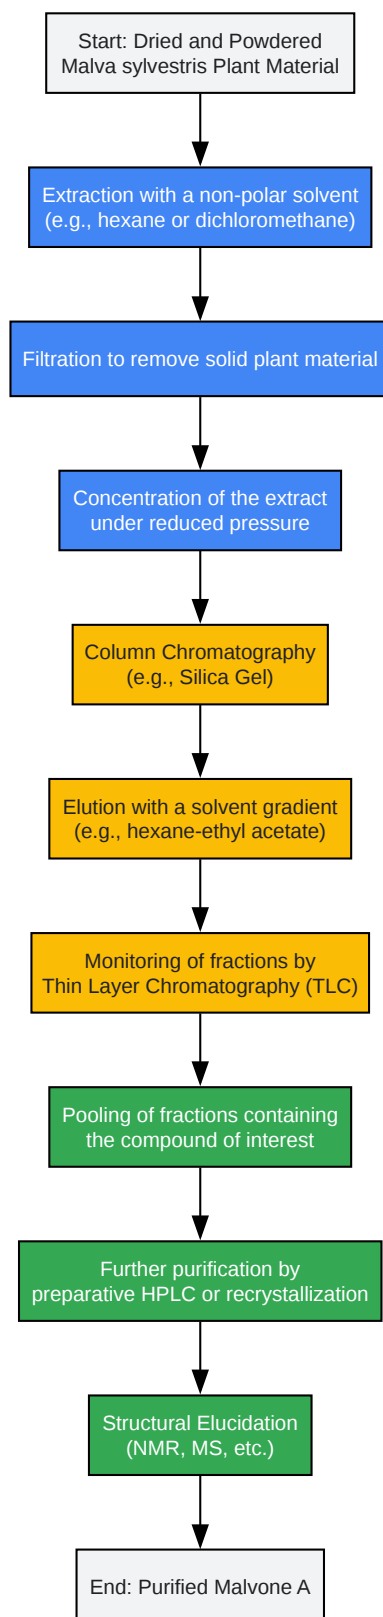 Start: Dried and Powdered
Malva sylvestris Plant Material
Extraction with a non-polar solvent
(e.g., hexane or dichloromethane)
Filtration to remove solid plant material
Concentration of the extract
under reduced pressure
Column Chromatography
(e.g., Silica Gel)
Elution with a solvent gradient
(e.g., hexane-ethyl acetate)
Monitoring of fractions by
Thin Layer Chromatography (TLC)
Pooling of fractions containing
the compound of interest
Further purification by
preparative HPLC or recrystallization
Structural Elucidation
(NMR, MS, etc.)
End: Purified Malvone A